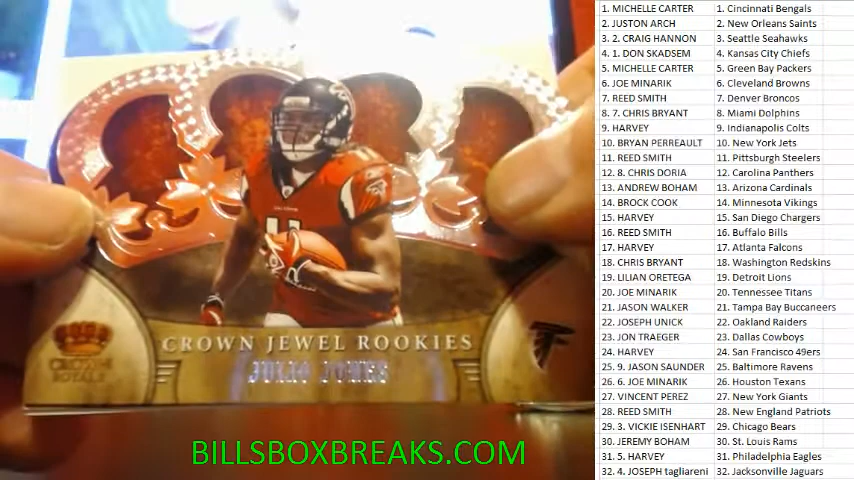 CROWN JEWEL ROOKIES
CROWN
ROYALE
JULIO JONES
11
BILLSBOXBREAKS.COM
1. MICHELLE CARTER 1. Cincinnati Bengals
2. JUSTON ARCH 2. New Orleans Saints
3. 2. CRAIG HANNON 3. Seattle Seahawks
4. 1. DON SKADSEM 4. Kansas City Chiefs
5. MICHELLE CARTER 5. Green Bay Packers
6. JOE MINARIK 6. Cleveland Browns
7. REED SMITH 7. Denver Broncos
8. 7. CHRIS BRYANT 8. Miami Dolphins
9. HARVEY 9. Indianapolis Colts
10. BRYAN PERREAULT 10. New York Jets
11. REED SMITH 11. Pittsburgh Steelers
12. 8. CHRIS DORIA 12. Carolina Panthers
13. ANDREW BOHAM 13. Arizona Cardinals
14. BROCK COOK 14. Minnesota Vikings
15. HARVEY 15. San Diego Chargers
16. REED SMITH 16. Buffalo Bills
17. HARVEY 17. Atlanta Falcons
18. CHRIS BRYANT 18. Washington Redskins
19. LILIAN ORETEGA 19. Detroit Lions
20. JOE MINARIK 20. Tennessee Titans
21. JASON WALKER 21. Tampa Bay Buccaneers
22. JOSEPH UNICK 22. Oakland Raiders
23. JON TRAEGER 23. Dallas Cowboys
24. HARVEY 24. San Francisco 49ers
25. 9. JASON SAUNDER 25. Baltimore Ravens
26. 6. JOE MINARIK 26. Houston Texans
27. VINCENT PEREZ 27. New York Giants
28. REED SMITH 28. New England Patriots
29. 3. VICKIE ISENHART 29. Chicago Bears
30. JEREMY BOHAM 30. St. Louis Rams
31. 5. HARVEY 31. Philadelphia Eagles
32. 4. JOSEPH tagliareni 32. Jacksonville Jaguars